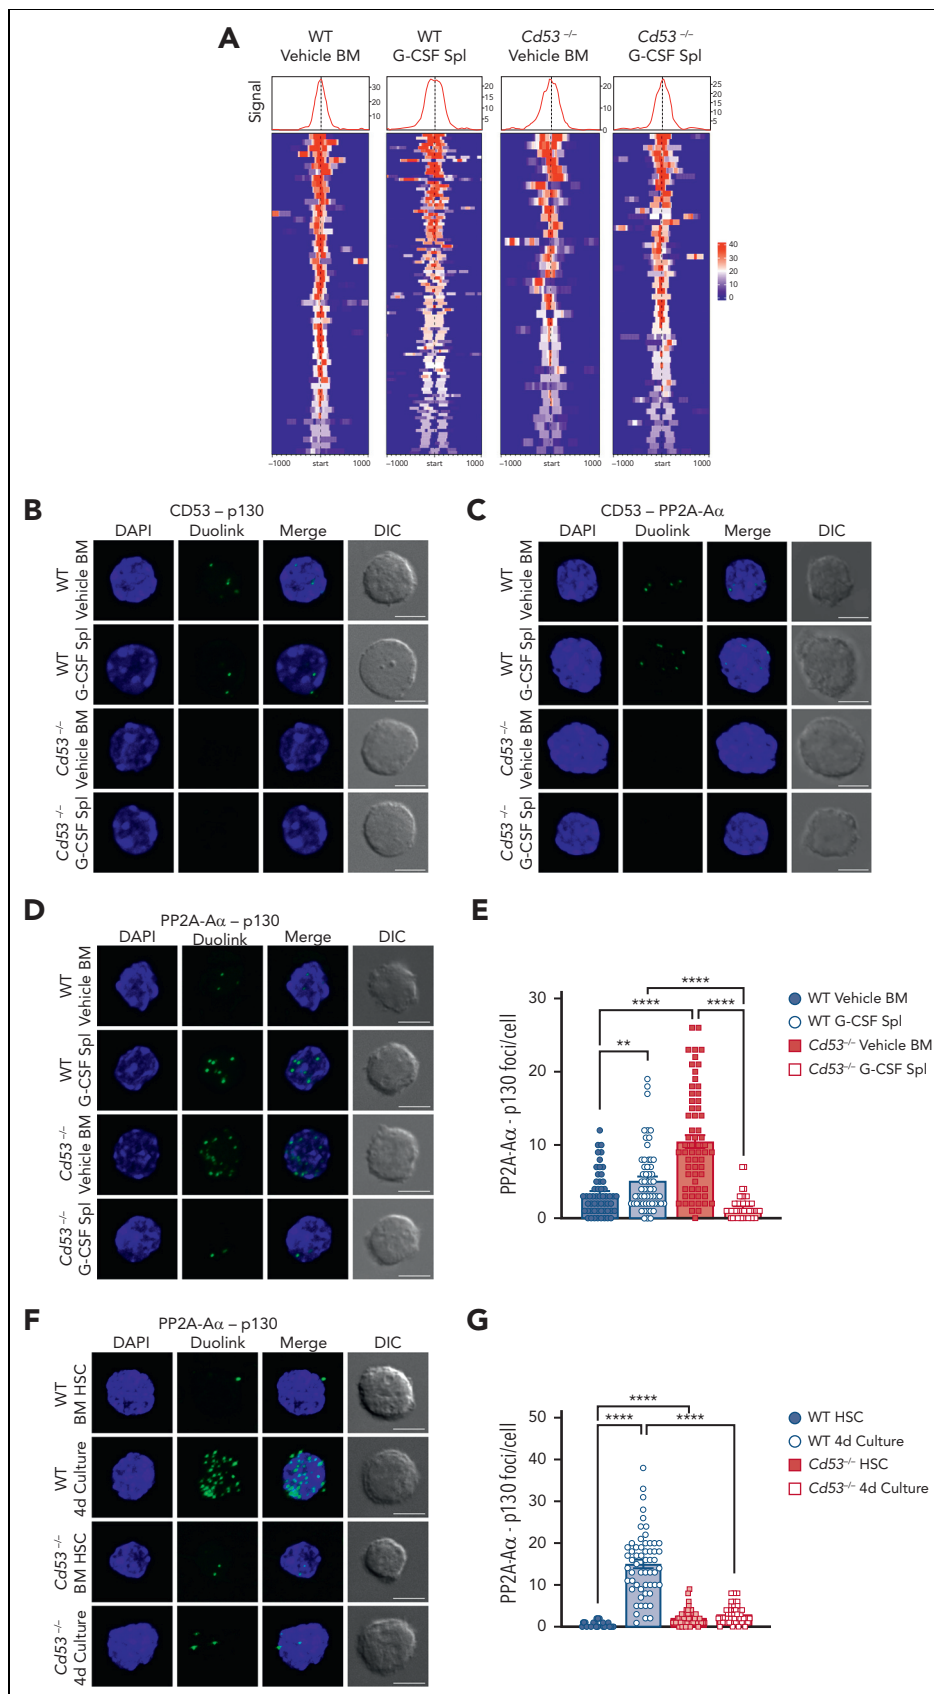 A
WT
Vehicle BM
WT
G-CSF Spl
Cd53 –/–
Vehicle BM
Cd53 –/–
G-CSF Spl
Signal
30
20
10
20
15
10
5
20
10
0
25
20
15
10
5
40
30
20
10
0
–1000 start 1000
–1000 start 1000
–1000 start 1000
–1000 start 1000
B
CD53 – p130
DAPI Duolink Merge DIC
WT
Vehicle BM
WT
G-CSF Spl
Cd53 –/–
Vehicle BM
Cd53 –/–
G-CSF Spl
C
CD53 – PP2A-Aα
DAPI Duolink Merge DIC
WT
Vehicle BM
WT
G-CSF Spl
Cd53 –/–
Vehicle BM
Cd53 –/–
G-CSF Spl
D
PP2A-Aα – p130
DAPI Duolink Merge DIC
WT
Vehicle BM
WT
G-CSF Spl
Cd53 –/–
Vehicle BM
Cd53 –/–
G-CSF Spl
E
PP2A-Aα - p130 foci/cell
30
20
10
0
****
**** ****
**
WT Vehicle BM
WT G-CSF Spl
Cd53–/– Vehicle BM
Cd53–/– G-CSF Spl
F
PP2A-Aα – p130
DAPI Duolink Merge DIC
WT
BM HSC
WT
4d Culture
Cd53 –/–
BM HSC
Cd53 –/–
4d Culture
G
PP2A-Aα - p130 foci/cell
50
40
30
20
10
0
****
**** ****
WT HSC
WT 4d Culture
Cd53–/– HSC
Cd53–/– 4d Culture